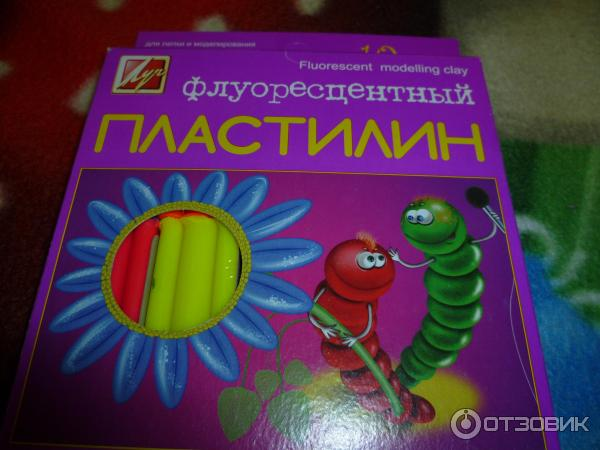 для лепки и моделирования
Луч
Fluorescent modelling clay
флуоресцентный
ПЛАСТИЛИН
ОТЗОВИК